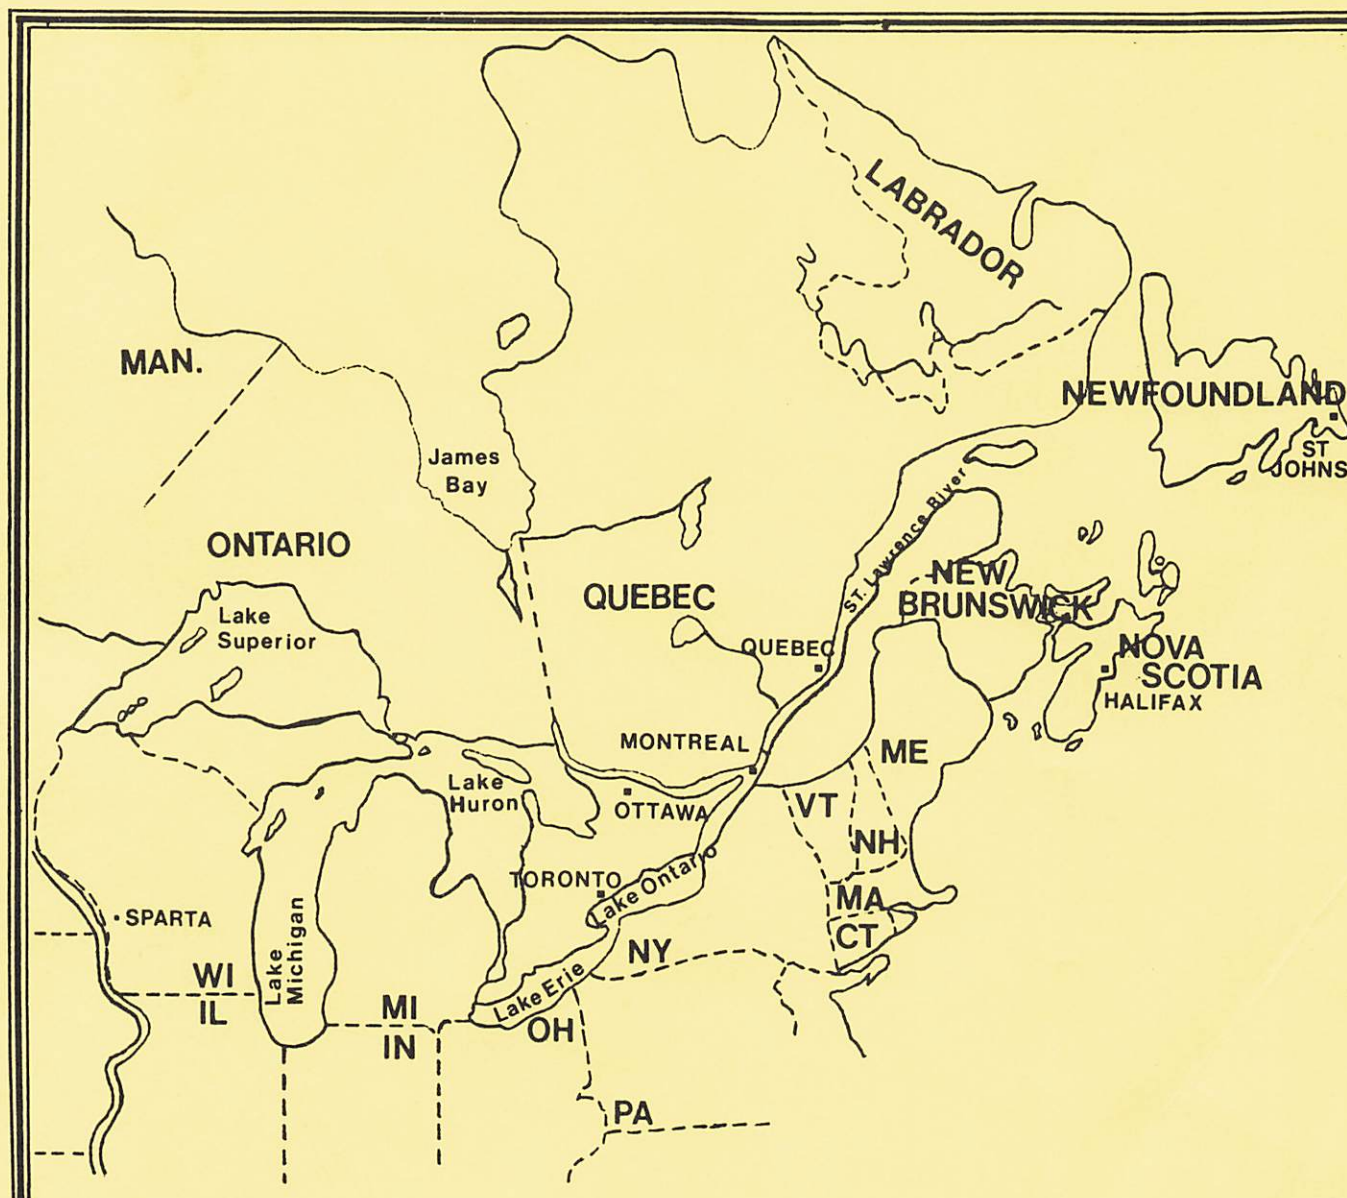 LABRADOR
MAN.
NEWFOUNDLAND
ST
JOHNS
James
Bay
ST. Lawrence River
ONTARIO
QUEBEC
NEW
BRUNSWICK
Lake
Superior
QUEBEC
NOVA
SCOTIA
HALIFAX
MONTREAL
ME
Lake
Huron
OTTAWA
VT
NH
TORONTO
Lake Ontario
MA
SPARTA
CT
Lake
Michigan
NY
WI
IL
Lake Erie
MI
IN
OH
PA